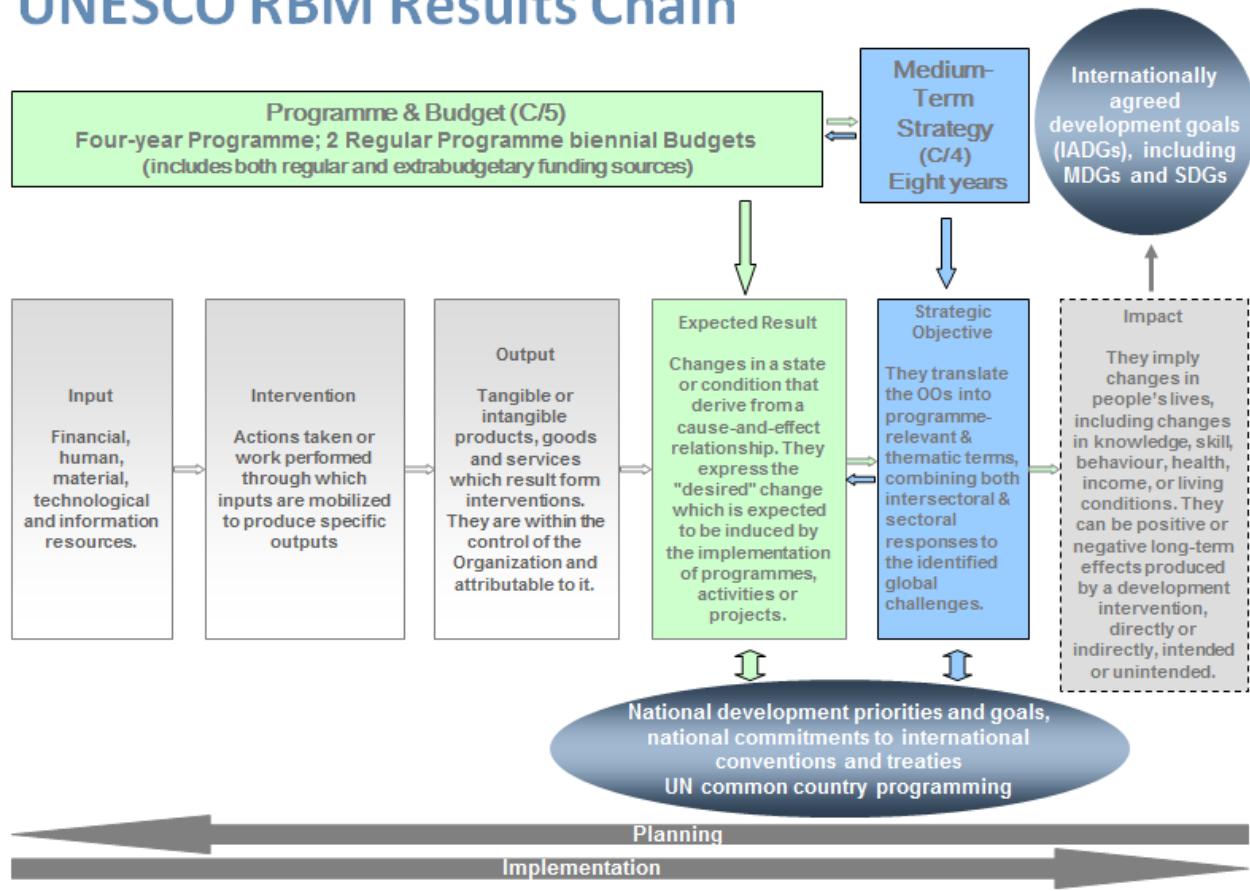 UNESCO RBM Results Chain
Programme & Budget (C/5)
Four-year Programme; 2 Regular Programme biennial Budgets
(includes both regular and extrabudgetary funding sources)
Medium-
Term
Strategy
(C/4)
Eight years
Internationally
agreed
development goals
(IADGs), including
MDGs and SDGs
Input
Financial,
human,
material,
technological
and information
resources.
Intervention
Actions taken or
work performed
through which
inputs are mobilized
to produce specific
outputs
Output
Tangible or
intangible
products, goods
and services
which result form
interventions.
They are within the
control of the
Organization and
attributable to it.
Expected Result
Changes in a state
or condition that
derive from a
cause-and-effect
relationship. They
express the
"desired" change
which is expected
to be induced by
the implementation
of programmes,
activities or
projects.
Strategic
Objective
They translate
the OOs into
programme-
relevant &
thematic terms,
combining both
intersectoral &
sectoral
responses to
the identified
global
challenges.
Impact
They imply
changes in
people's lives,
including changes
in knowledge, skill,
behaviour, health,
income, or living
conditions. They
can be positive or
negative long-term
effects produced
by a development
intervention,
directly or
indirectly, intended
or unintended.
National development priorities and goals,
national commitments to international
conventions and treaties
UN common country programming
Planning
Implementation